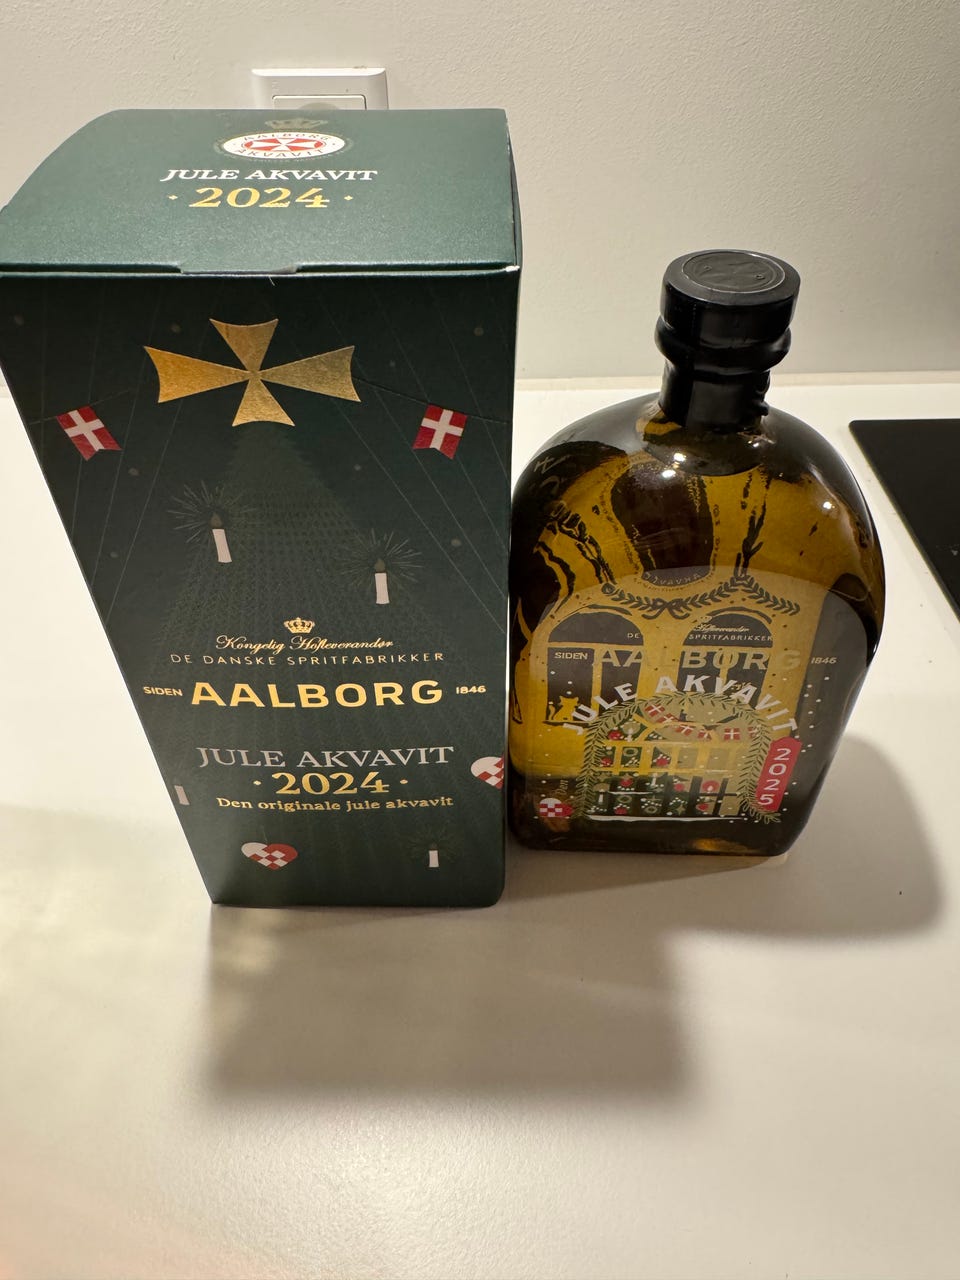 AALBORG
AKVAVIT
JULE AKVAVIT
· 2024 ·
Kongelig Hofleverandør
DE DANSKE SPRITFABRIKKER
SIDEN AALBORG 1846
JULE AKVAVIT
· 2024 ·
Den originale jule akvavit
Kongelig Hofleverandør
DE SPRITFABRIKKER
SIDEN AALBORG 1846
JULE AKVAVIT
2025
Den